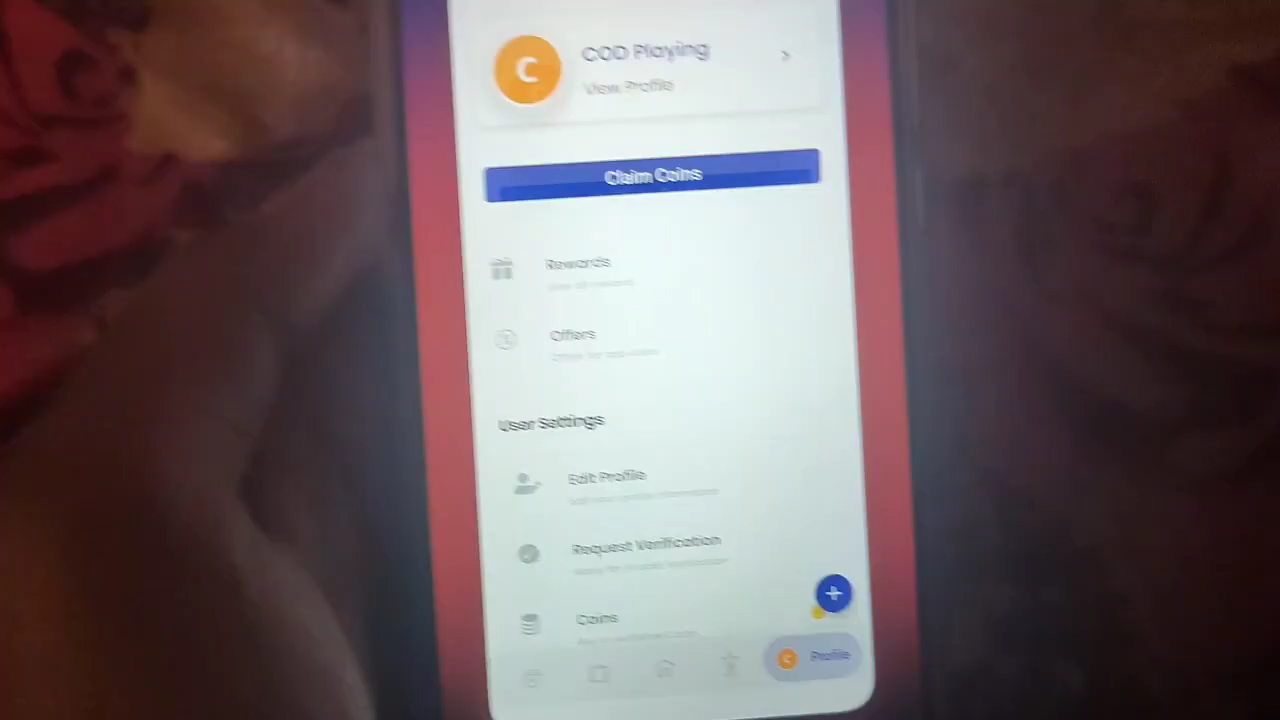 C
COD Playing
View Profile
Claim Coins
Rewards
Offers
User Settings
Edit Profile
Request Verification
Coins
C
Profile